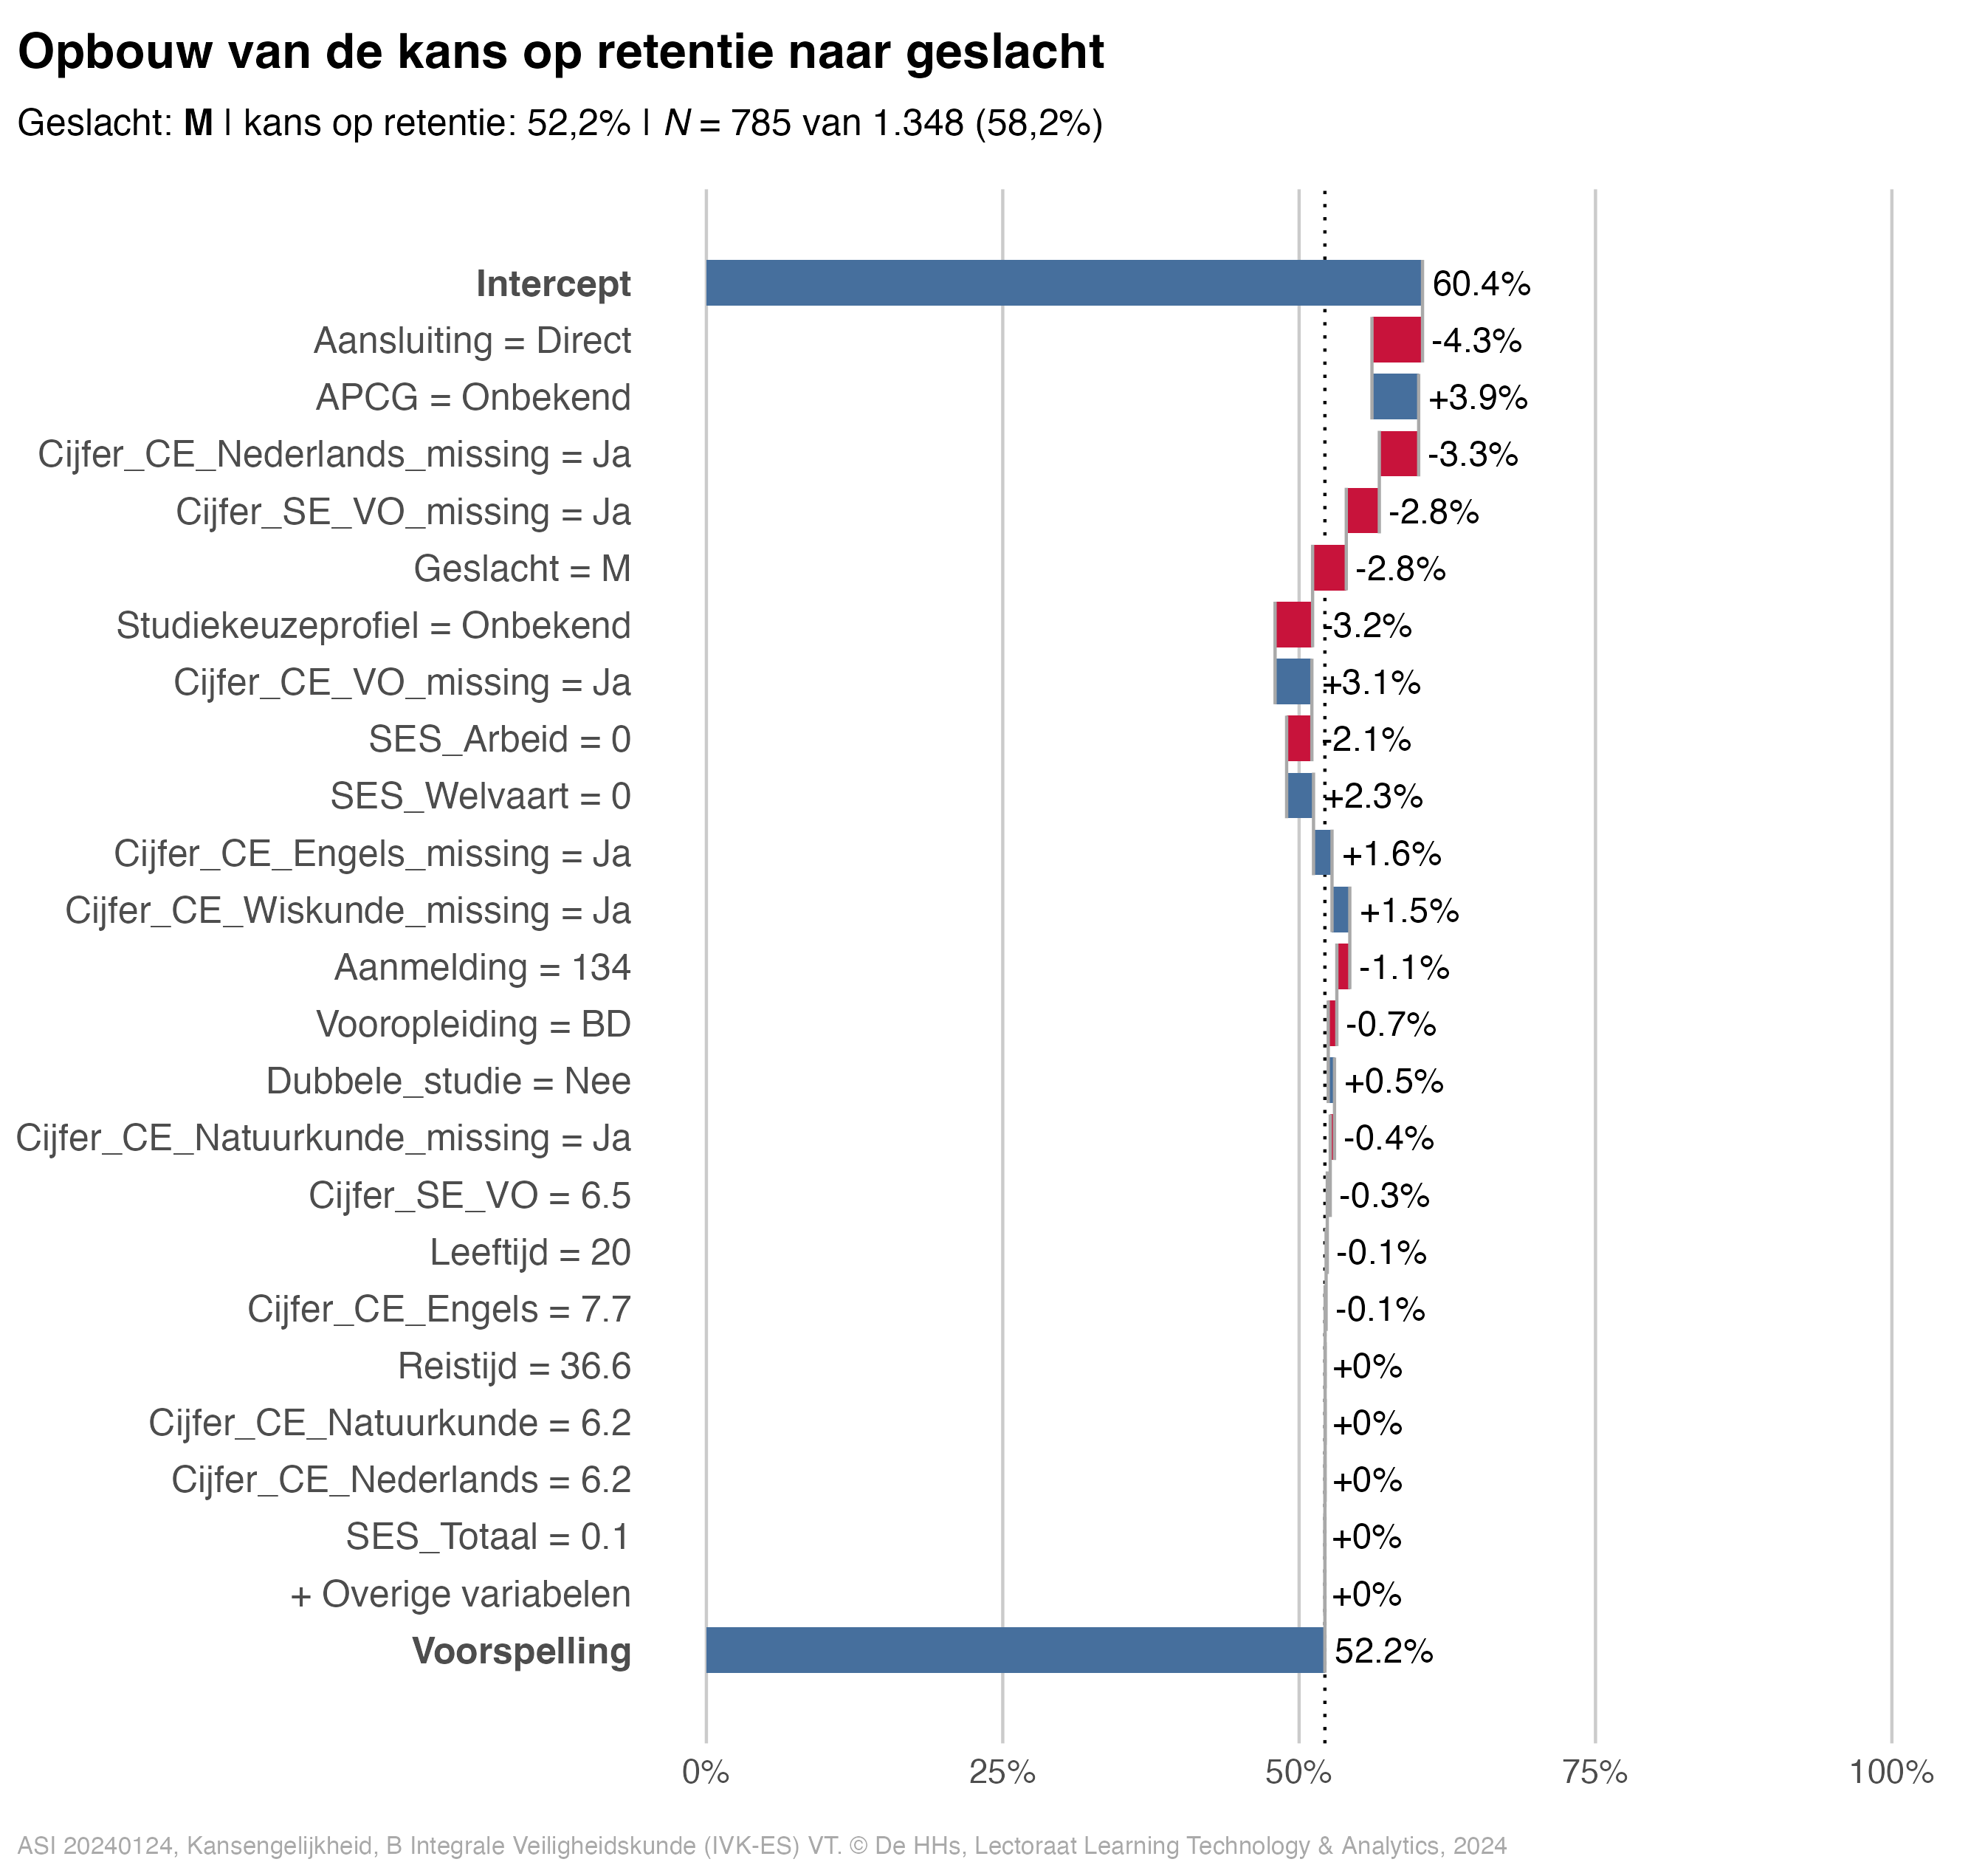 Opbouw van de kans op retentie naar geslacht
Geslacht: M | kans op retentie: 52,2% | N = 785 van 1.348 (58,2%)
Intercept 60.4%
Aansluiting = Direct -4.3%
APCG = Onbekend +3.9%
Cijfer_CE_Nederlands_missing = Ja -3.3%
Cijfer_SE_VO_missing = Ja -2.8%
Geslacht = M -2.8%
Studiekeuzeprofiel = Onbekend -3.2%
Cijfer_CE_VO_missing = Ja +3.1%
SES_Arbeid = 0 -2.1%
SES_Welvaart = 0 +2.3%
Cijfer_CE_Engels_missing = Ja +1.6%
Cijfer_CE_Wiskunde_missing = Ja +1.5%
Aanmelding = 134 -1.1%
Vooropleiding = BD -0.7%
Dubbele_studie = Nee +0.5%
Cijfer_CE_Natuurkunde_missing = Ja -0.4%
Cijfer_SE_VO = 6.5 -0.3%
Leeftijd = 20 -0.1%
Cijfer_CE_Engels = 7.7 -0.1%
Reistijd = 36.6 +0%
Cijfer_CE_Natuurkunde = 6.2 +0%
Cijfer_CE_Nederlands = 6.2 +0%
SES_Totaal = 0.1 +0%
+ Overige variabelen +0%
Voorspelling 52.2%
0% 25% 50% 75% 100%
ASI 20240124, Kansengelijkheid, B Integrale Veiligheidskunde (IVK-ES) VT. © De HHs, Lectoraat Learning Technology & Analytics, 2024